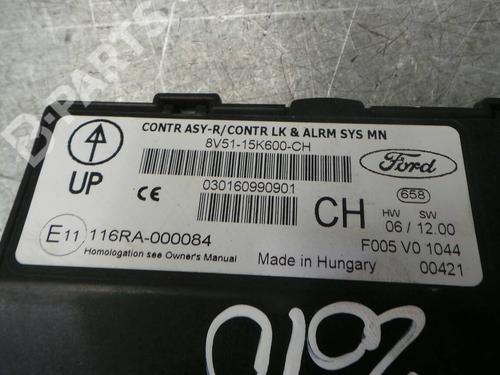 B-PARTS
CONTR ASY-R/CONTR LK & ALRM SYS MN
8V51-15K600-CH
UP
CE
030160990901
CH
Ford
658
HW SW
06 / 12.00
E11 116RA-000084
F005 V0 1044
Homologation see Owner's Manual
Made in Hungary
00421